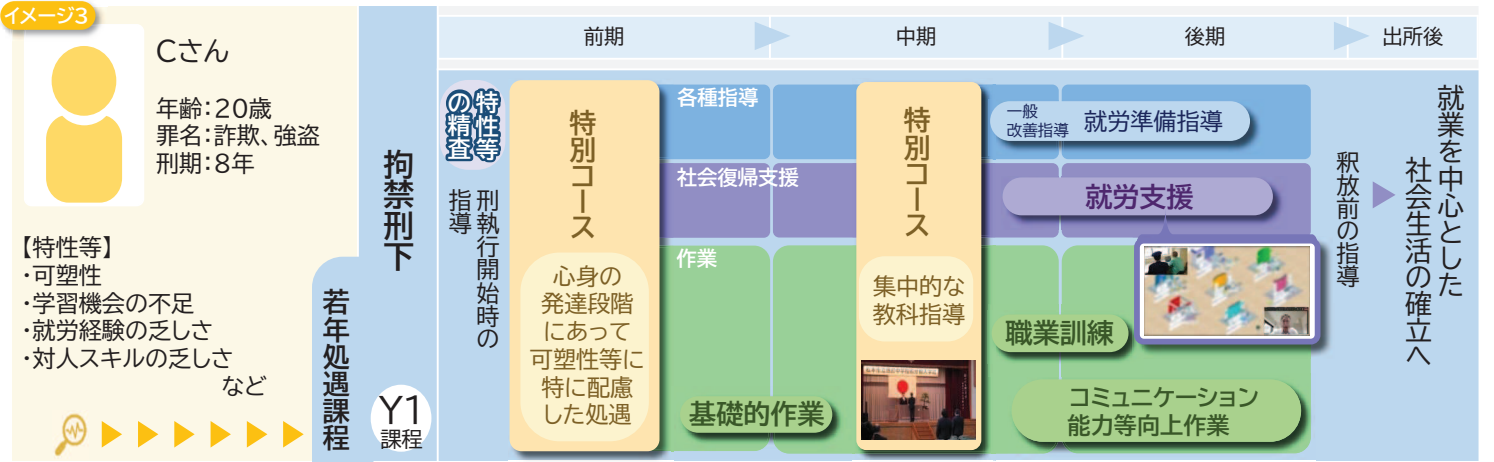 イメージ3
Cさん
年齢：20歳
罪名：詐欺、強盗
刑期：8年
【特性等】
・可塑性
・学習機会の不足
・就労経験の乏しさ
・対人スキルの乏しさ
など
若年処遇課程
拘禁刑下
Y1
課程
前期
中期
後期
出所後
特性等
の精査
刑執行開始時の
指導
特別コース
心身の
発達段階
にあって
可塑性等に
特に配慮
した処遇
各種指導
社会復帰支援
作業
基礎的作業
特別コース
集中的な
教科指導
一般
改善指導
就労準備指導
就労支援
職業訓練
コミュニケーション
能力等向上作業
釈放前の指導
就業を中心とした
社会生活の確立へ